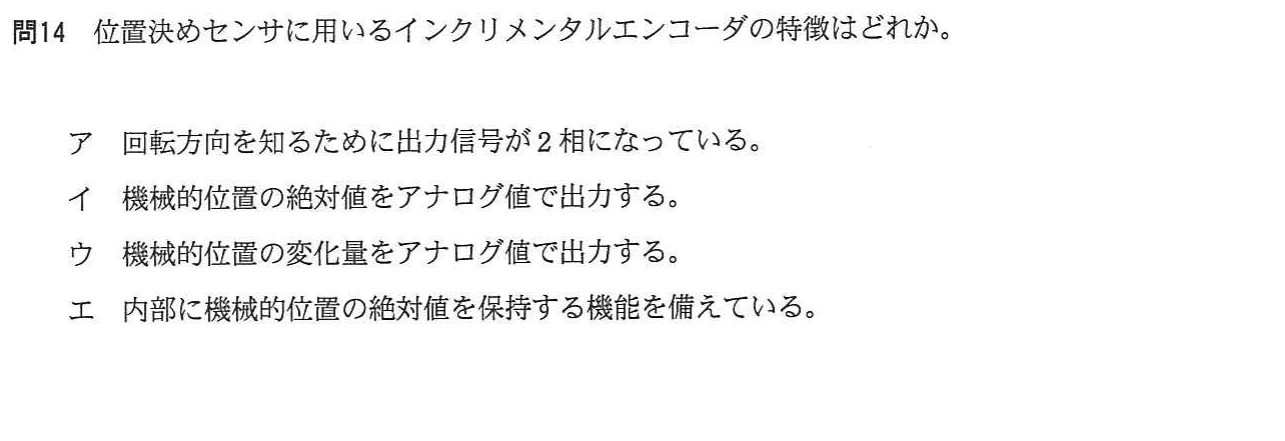 問14 位置決めセンサに用いるインクリメンタルエンコーダの特徴はどれか。
ア 回転方向を知るために出力信号が2相になっている。
イ 機械的位置の絶対値をアナログ値で出力する。
ウ 機械的位置の変化量をアナログ値で出力する。
エ 内部に機械的位置の絶対値を保持する機能を備えている。